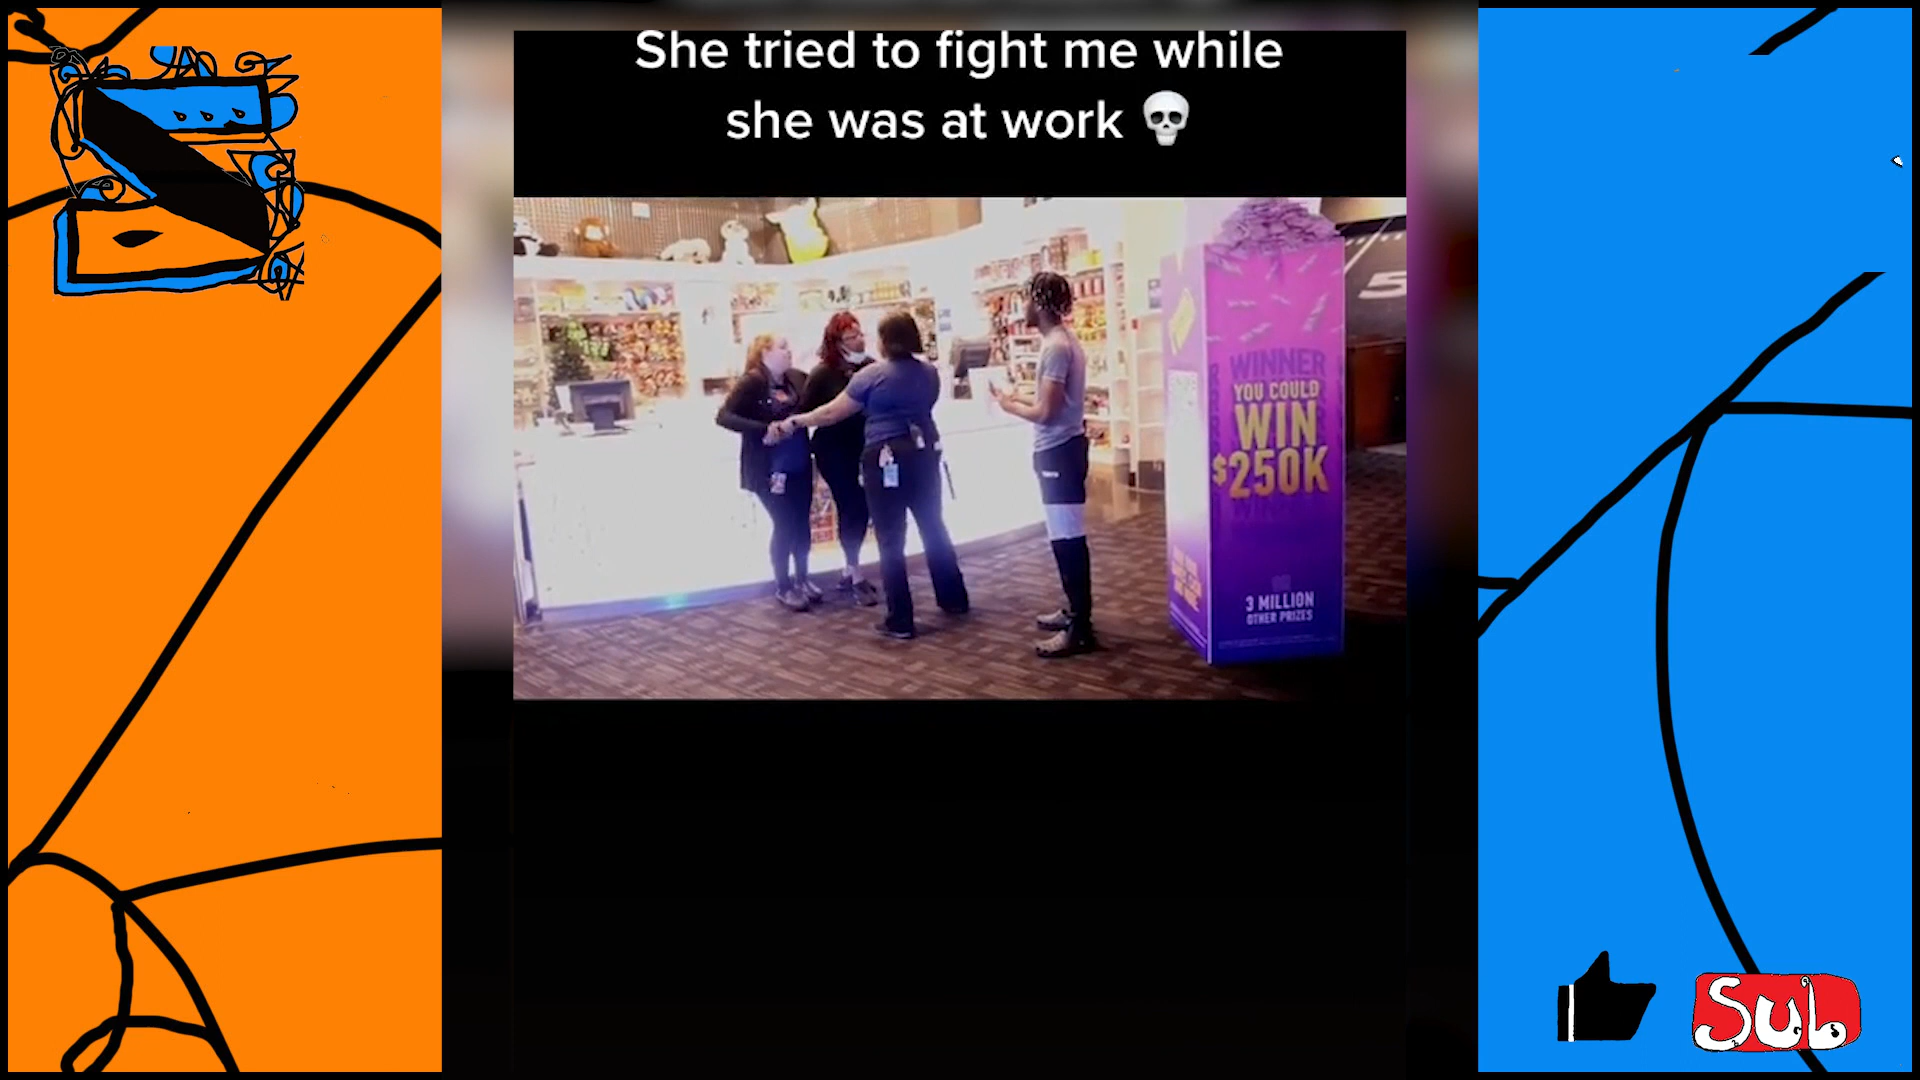 She tried to fight me while
she was at work 💀
WINNER
YOU COULD
WIN
$250K
3 MILLION
OTHER PRIZES
5
Sub